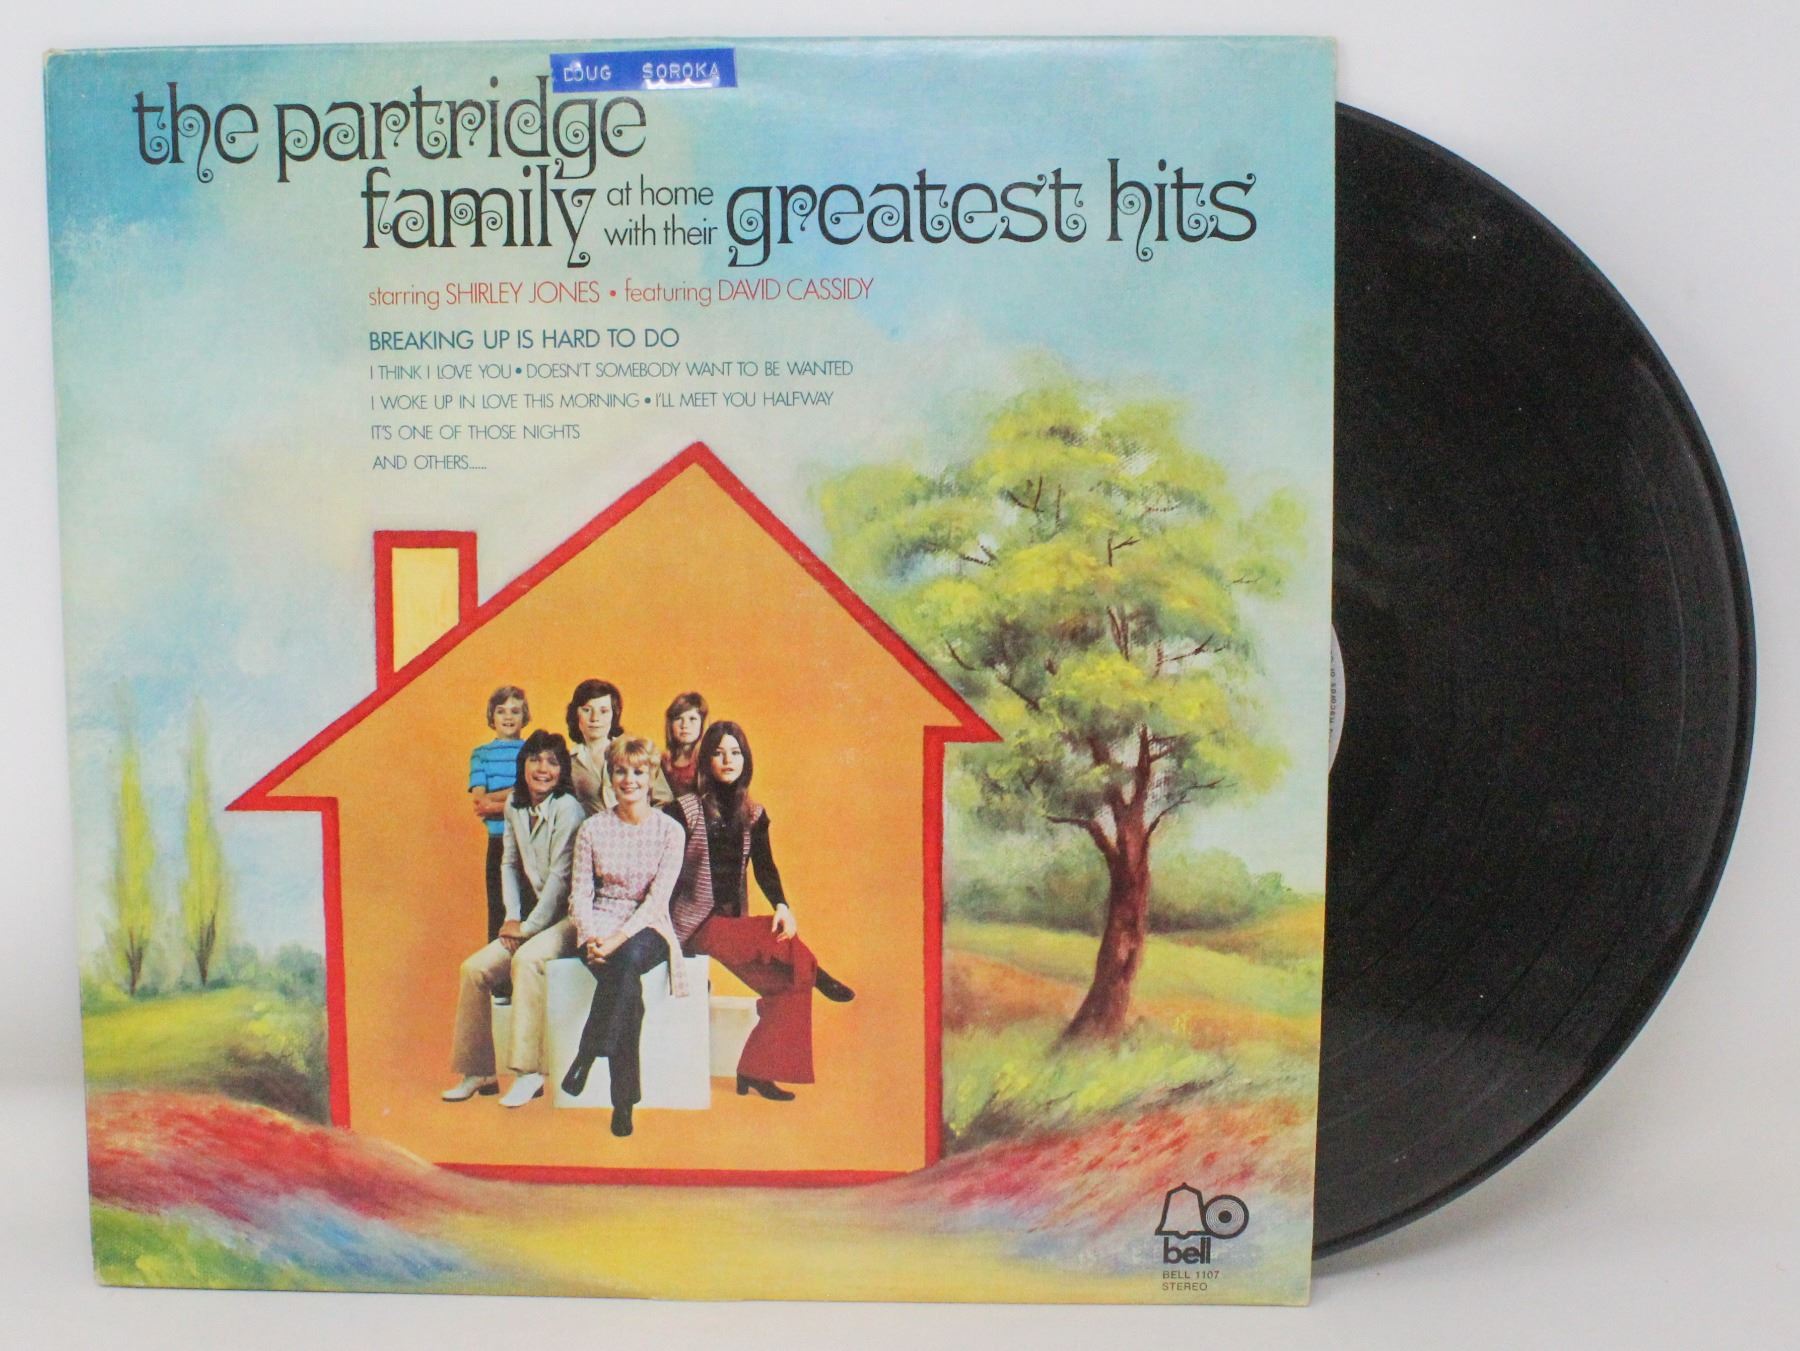 DOUG SOROKA
the partridge
family at home with their greatest hits
starring SHIRLEY JONES • featuring DAVID CASSIDY
BREAKING UP IS HARD TO DO
I THINK I LOVE YOU • DOESN'T SOMEBODY WANT TO BE WANTED
I WOKE UP IN LOVE THIS MORNING • I'LL MEET YOU HALFWAY
IT'S ONE OF THOSE NIGHTS
AND OTHERS......
bell
BELL 1107
STEREO
Records of